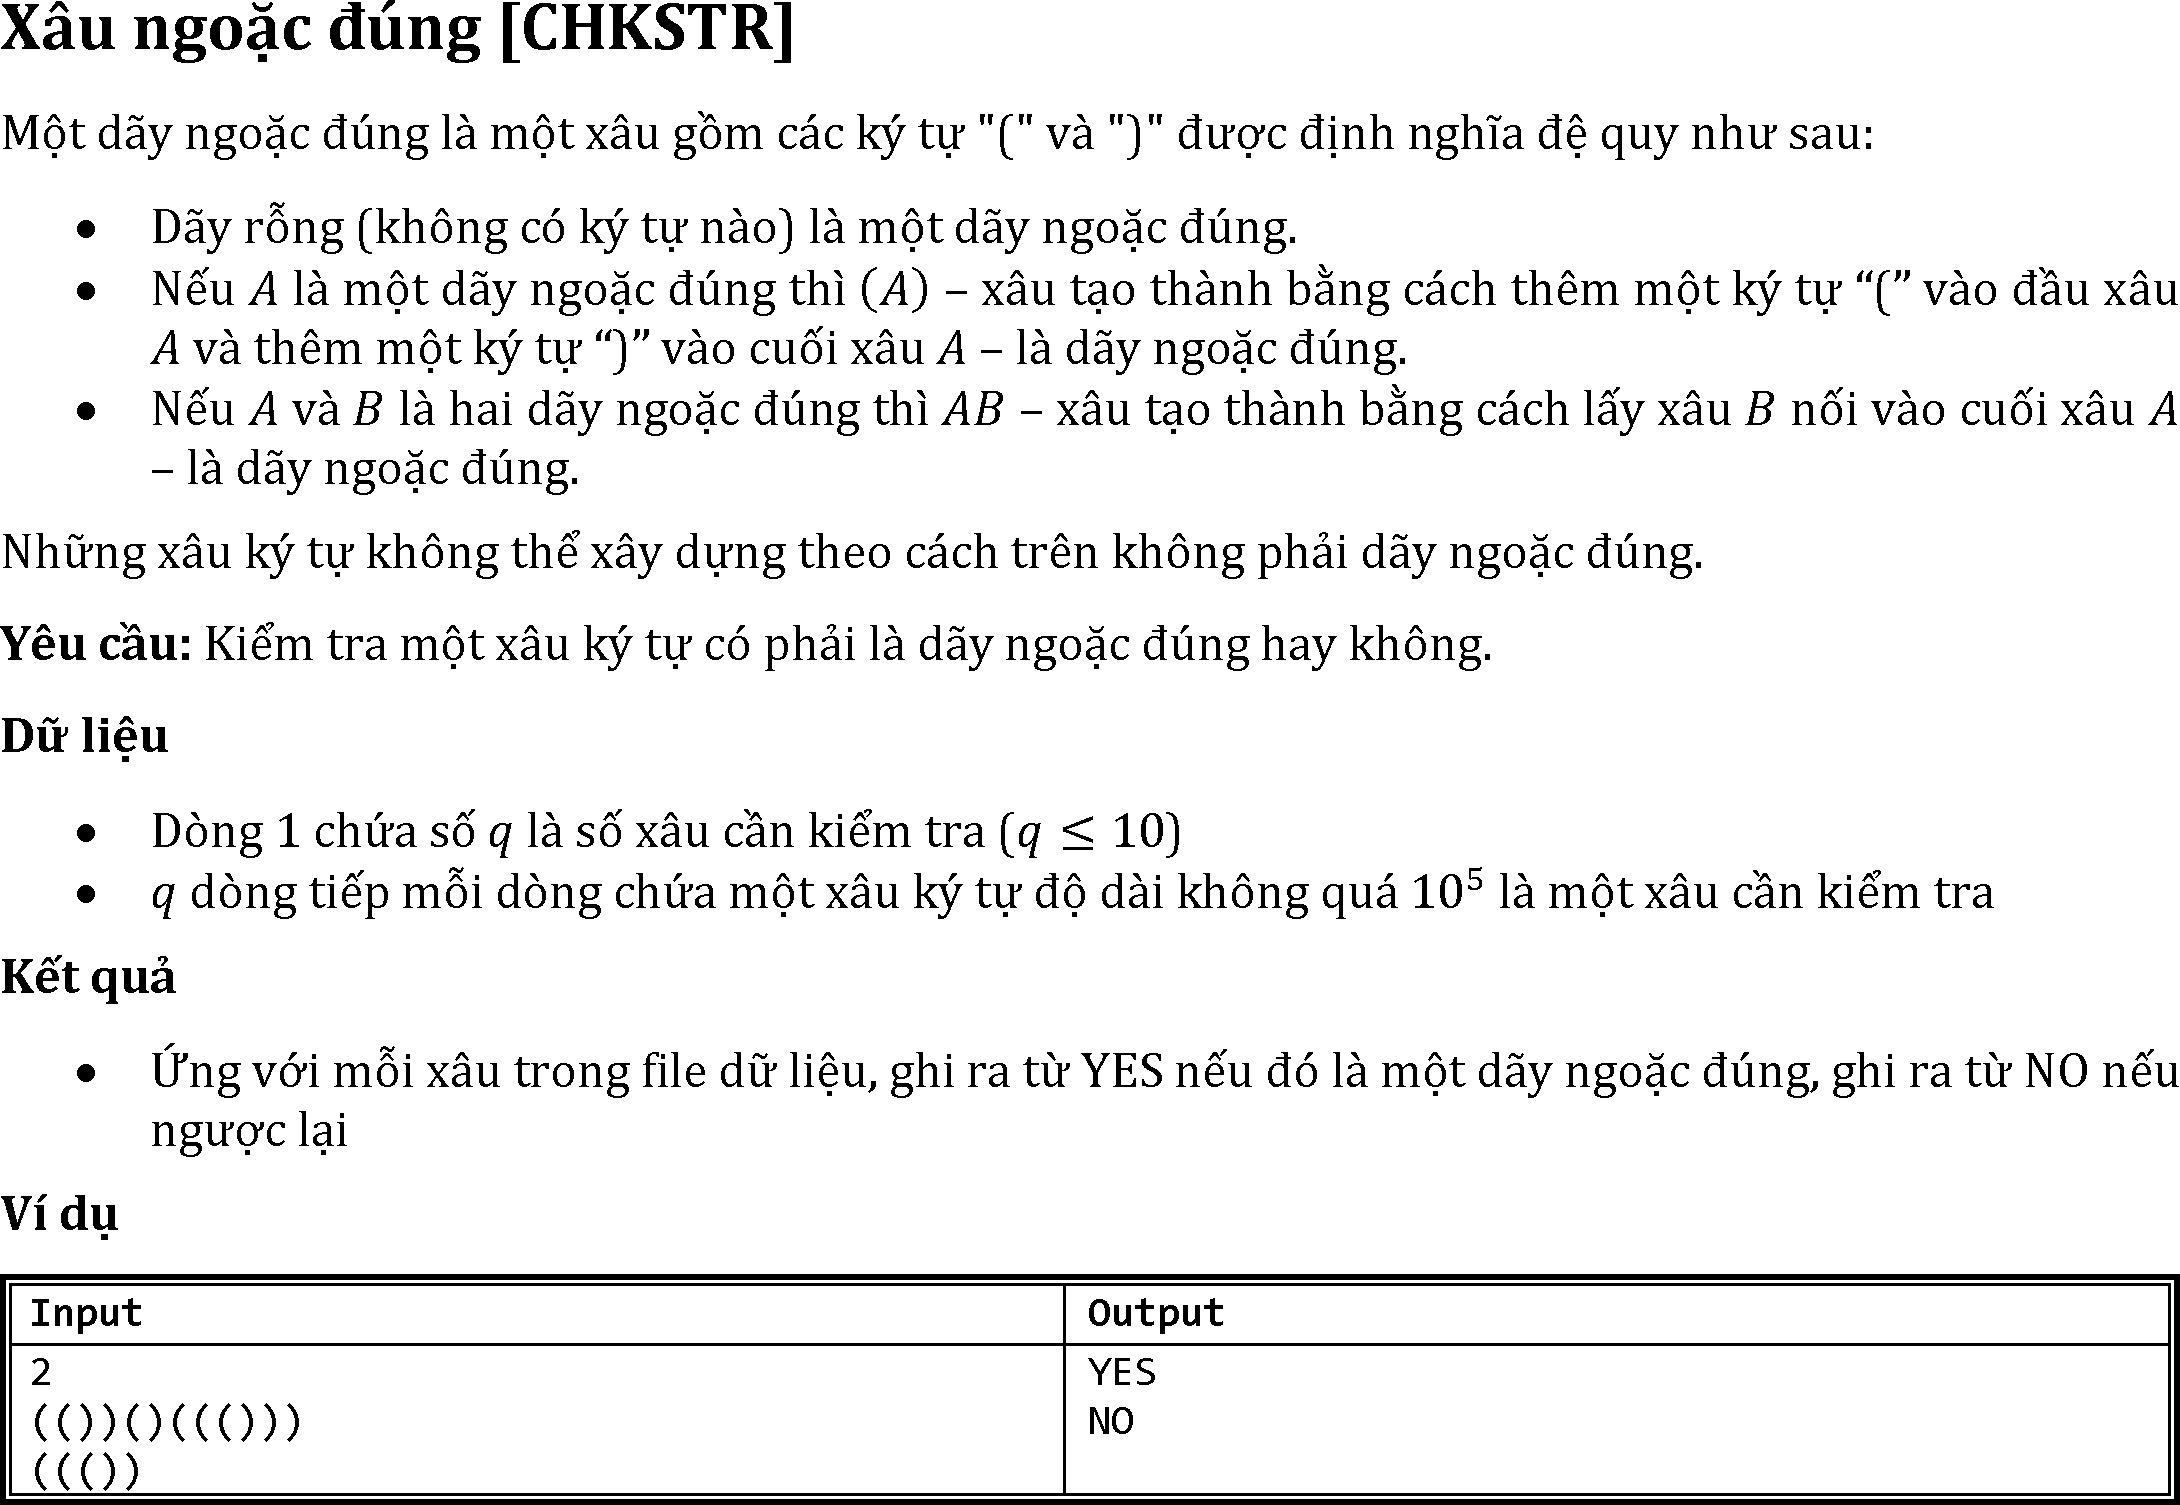 Xâu ngoặc đúng [CHKSTR]
Một dãy ngoặc đúng là một xâu gồm các ký tự "(" và ")" được định nghĩa đệ quy như sau:
• Dãy rỗng (không có ký tự nào) là một dãy ngoặc đúng.
• Nếu A là một dãy ngoặc đúng thì (A) – xâu tạo thành bằng cách thêm một ký tự “(” vào đầu xâu
A và thêm một ký tự “)” vào cuối xâu A – là dãy ngoặc đúng.
• Nếu A và B là hai dãy ngoặc đúng thì AB – xâu tạo thành bằng cách lấy xâu B nối vào cuối xâu A
– là dãy ngoặc đúng.
Những xâu ký tự không thể xây dựng theo cách trên không phải dãy ngoặc đúng.
Yêu cầu: Kiểm tra một xâu ký tự có phải là dãy ngoặc đúng hay không.
Dữ liệu
• Dòng 1 chứa số q là số xâu cần kiểm tra (q ≤ 10)
• q dòng tiếp mỗi dòng chứa một xâu ký tự độ dài không quá 10⁵ là một xâu cần kiểm tra
Kết quả
• Ứng với mỗi xâu trong file dữ liệu, ghi ra từ YES nếu đó là một dãy ngoặc đúng, ghi ra từ NO nếu
ngược lại
Ví dụ
Input Output
2 YES
(())()((())) NO
((())